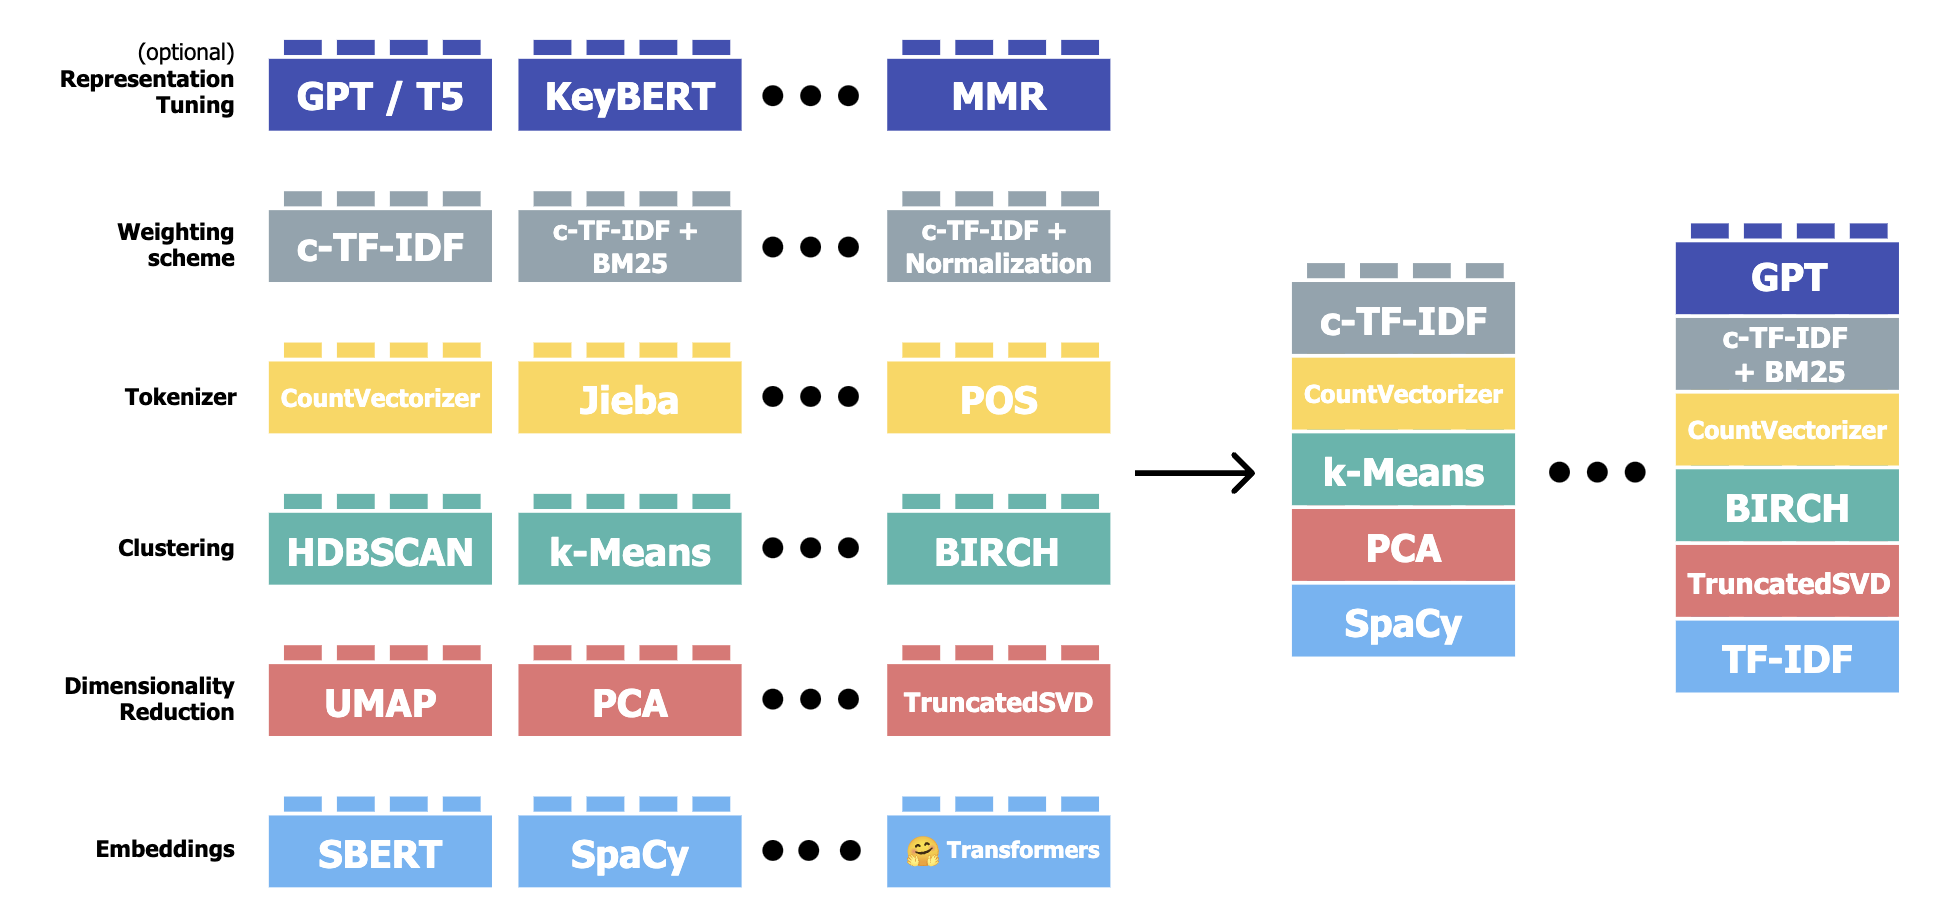 (optional)
Representation
Tuning
GPT / T5
KeyBERT
MMR
Weighting
scheme
c-TF-IDF
c-TF-IDF +
BM25
c-TF-IDF +
Normalization
Tokenizer
CountVectorizer
Jieba
POS
Clustering
HDBSCAN
k-Means
BIRCH
Dimensionality
Reduction
UMAP
PCA
TruncatedSVD
Embeddings
SBERT
SpaCy
🤗 Transformers
c-TF-IDF
CountVectorizer
k-Means
PCA
SpaCy
GPT
c-TF-IDF
+ BM25
CountVectorizer
BIRCH
TruncatedSVD
TF-IDF